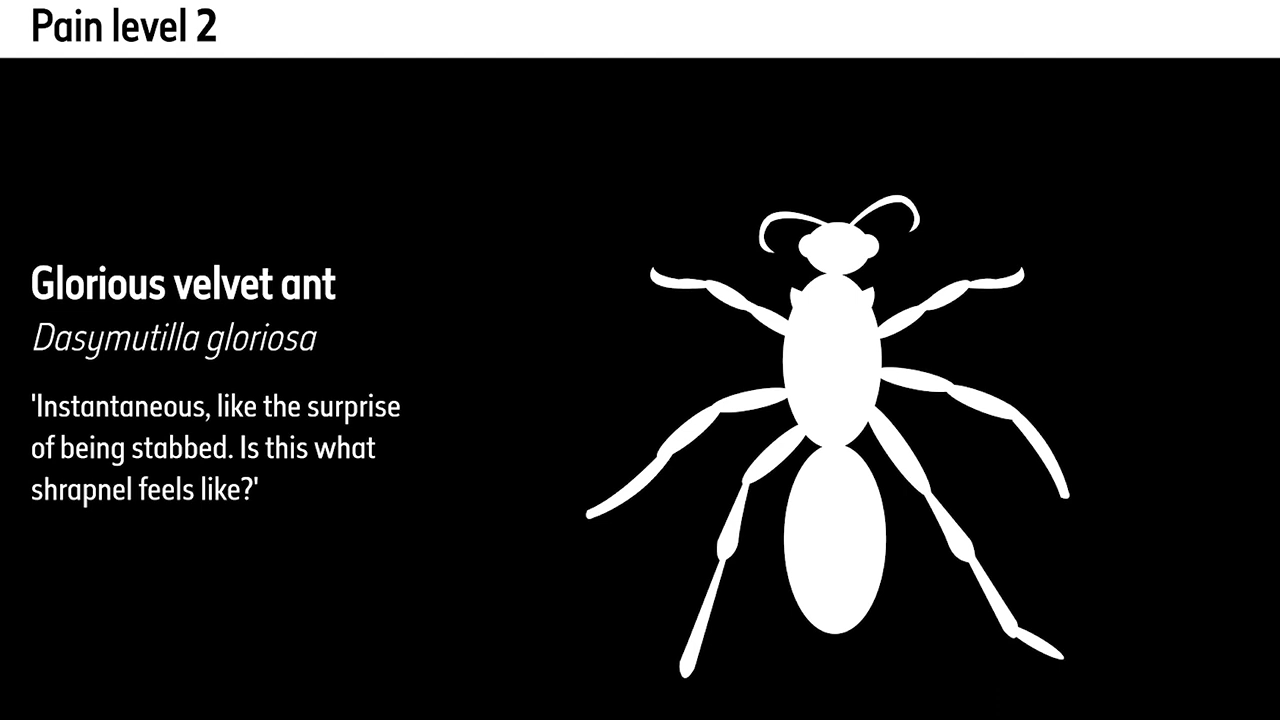 Pain level 2
Glorious velvet ant
Dasymutilla gloriosa
'Instantaneous, like the surprise
of being stabbed. Is this what
shrapnel feels like?'